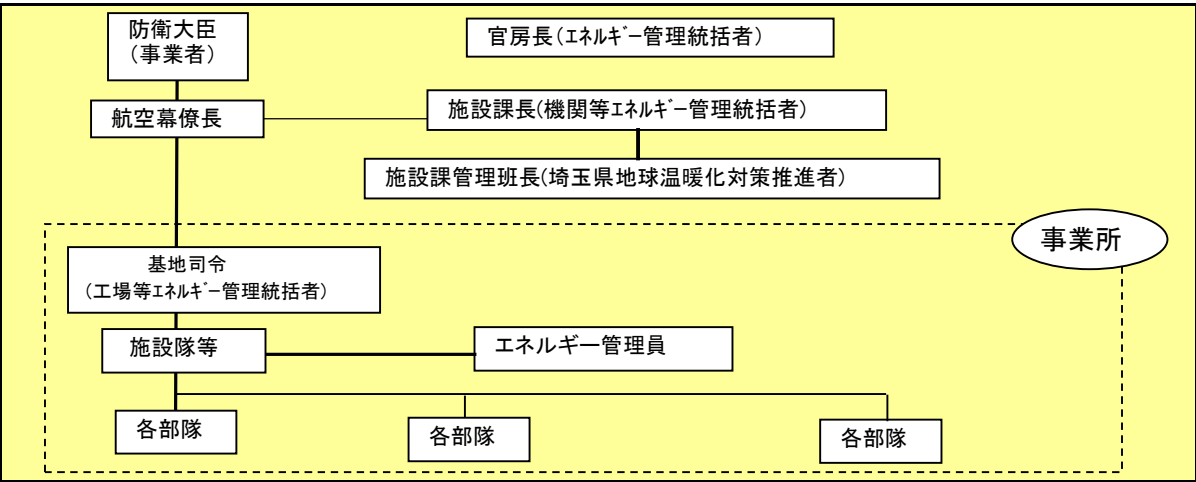 防衛大臣
(事業者)
官房長(ｴﾈﾙｷﾞｰ管理統括者)
航空幕僚長
施設課長(機関等ｴﾈﾙｷﾞｰ管理統括者)
施設課管理班長(埼玉県地球温暖化対策推進者)
事業所
基地司令
(工場等ｴﾈﾙｷﾞｰ管理統括者)
施設隊等
エネルギー管理員
各部隊
各部隊
各部隊